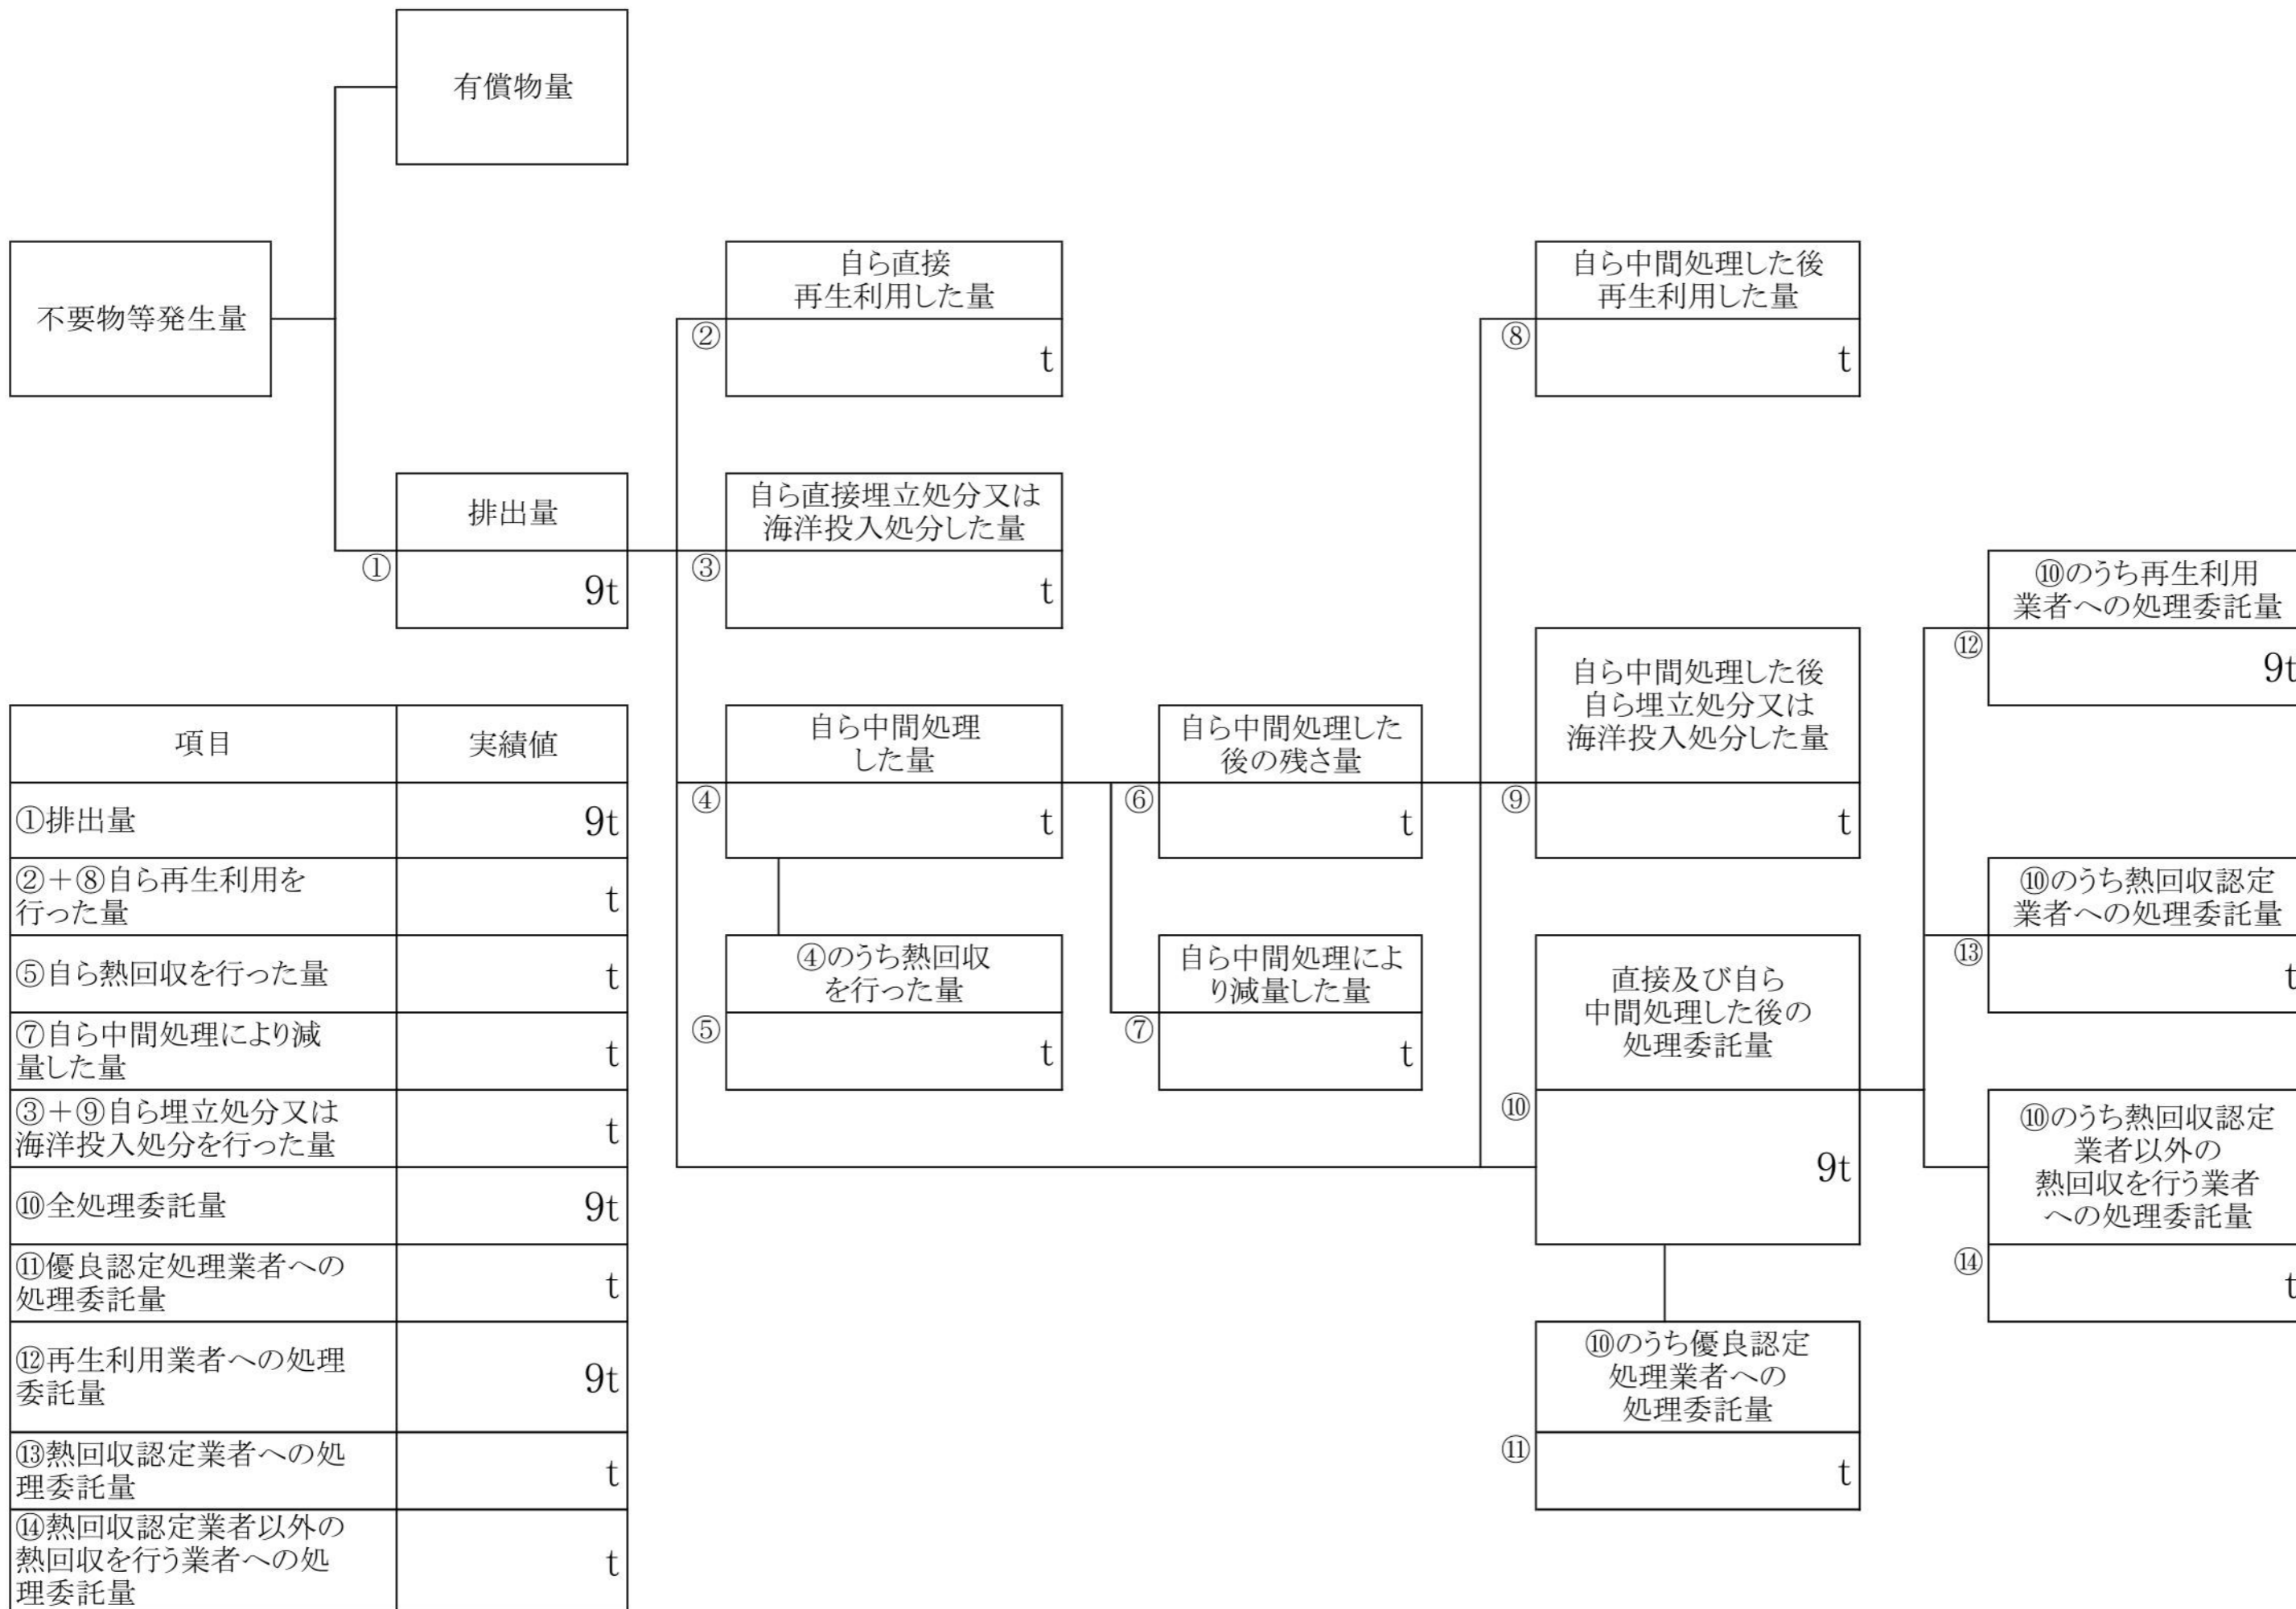 有償物量
不要物等発生量
排出量
①
9t
自ら直接
再生利用した量
②
t
自ら直接埋立処分又は
海洋投入処分した量
③
t
自ら中間処理
した量
④
t
④のうち熱回収
を行った量
⑤
t
自ら中間処理した
後の残さ量
⑥
t
自ら中間処理によ
り減量した量
⑦
t
自ら中間処理した後
再生利用した量
⑧
t
自ら中間処理した後
自ら埋立処分又は
海洋投入処分した量
⑨
t
直接及び自ら
中間処理した後の
処理委託量
⑩
9t
⑩のうち優良認定
処理業者への
処理委託量
⑪
t
⑩のうち再生利用
業者への処理委託量
⑫
9t
⑩のうち熱回収認定
業者への処理委託量
⑬
t
⑩のうち熱回収認定
業者以外の
熱回収を行う業者
への処理委託量
⑭
t
項目 実績値
①排出量 9t
②+⑧自ら再生利用を
行った量 t
⑤自ら熱回収を行った量 t
⑦自ら中間処理により減
量した量 t
③+⑨自ら埋立処分又は
海洋投入処分を行った量 t
⑩全処理委託量 9t
⑪優良認定処理業者への
処理委託量 t
⑫再生利用業者への処理
委託量 9t
⑬熱回収認定業者への処
理委託量 t
⑭熱回収認定業者以外の
熱回収を行う業者への処
理委託量 t